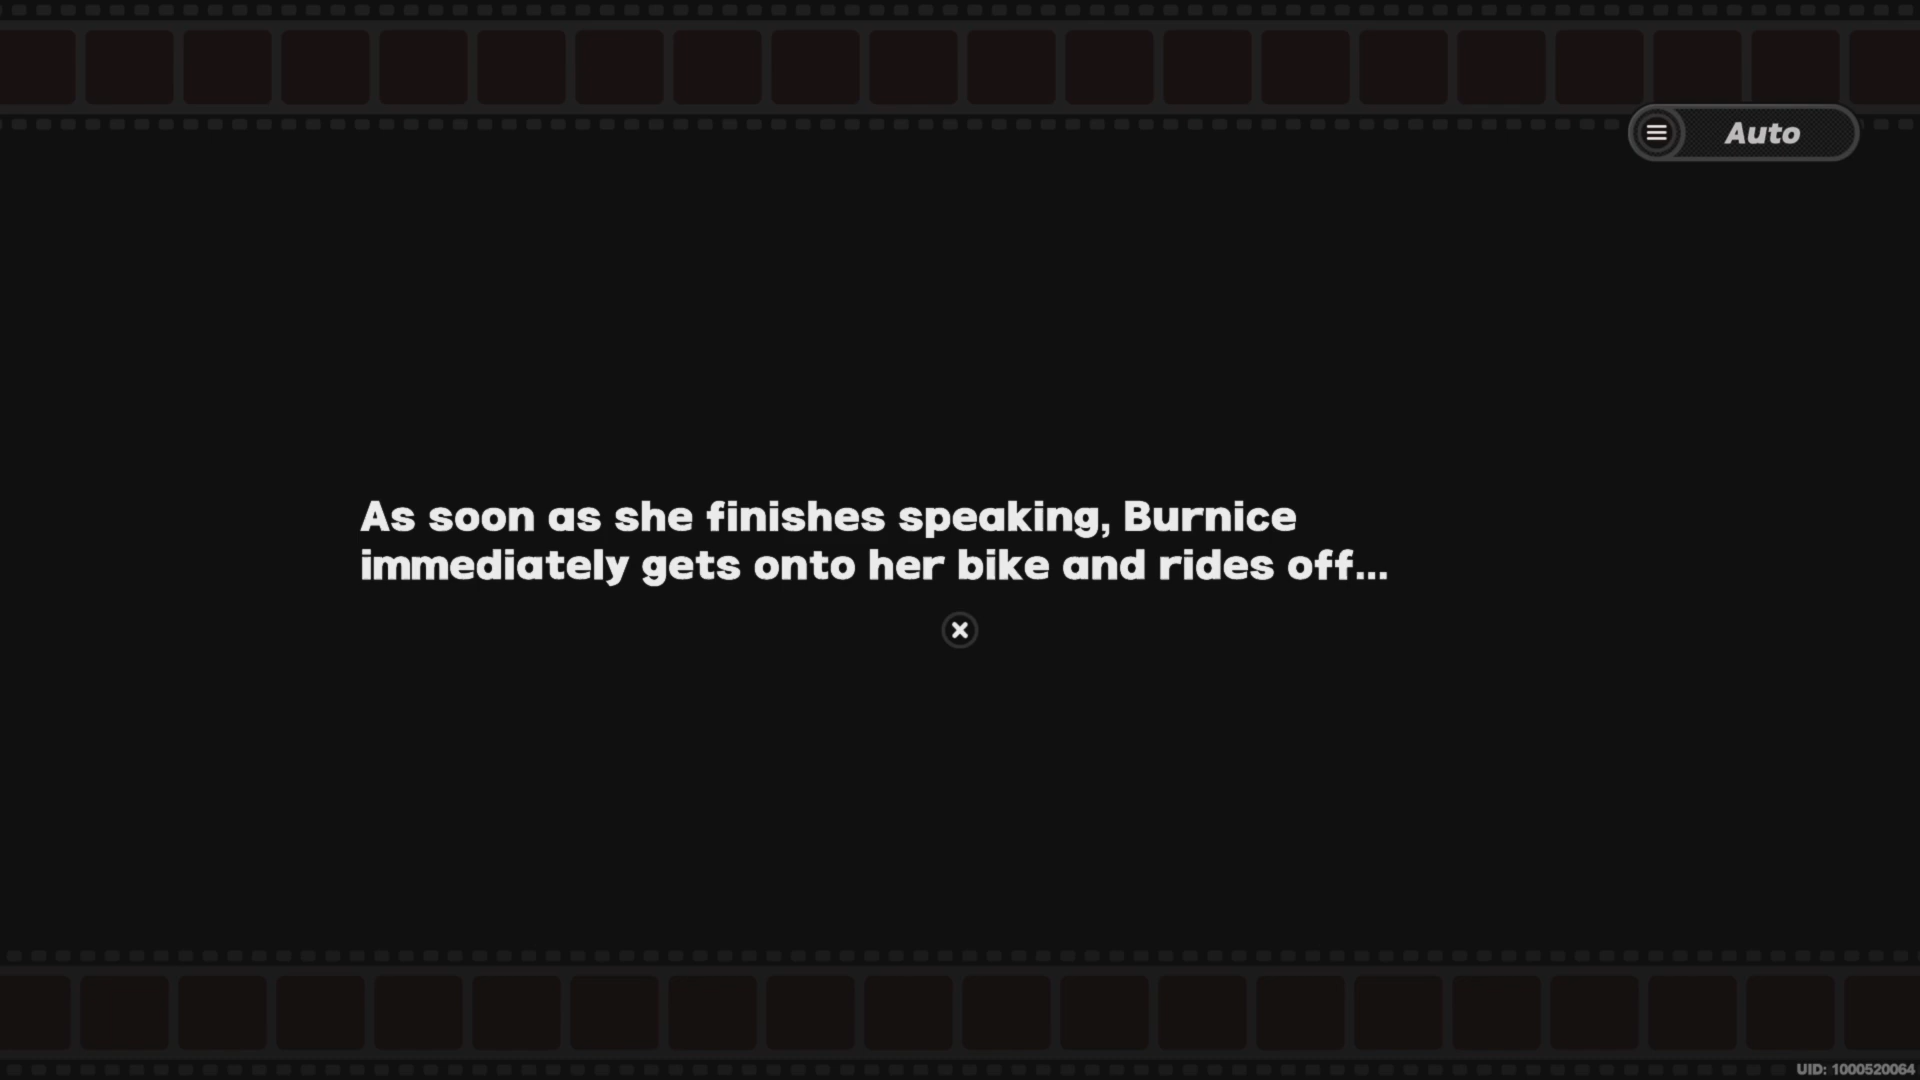 Auto
As soon as she finishes speaking, Burnice
immediately gets onto her bike and rides off...
UID: 1000520064